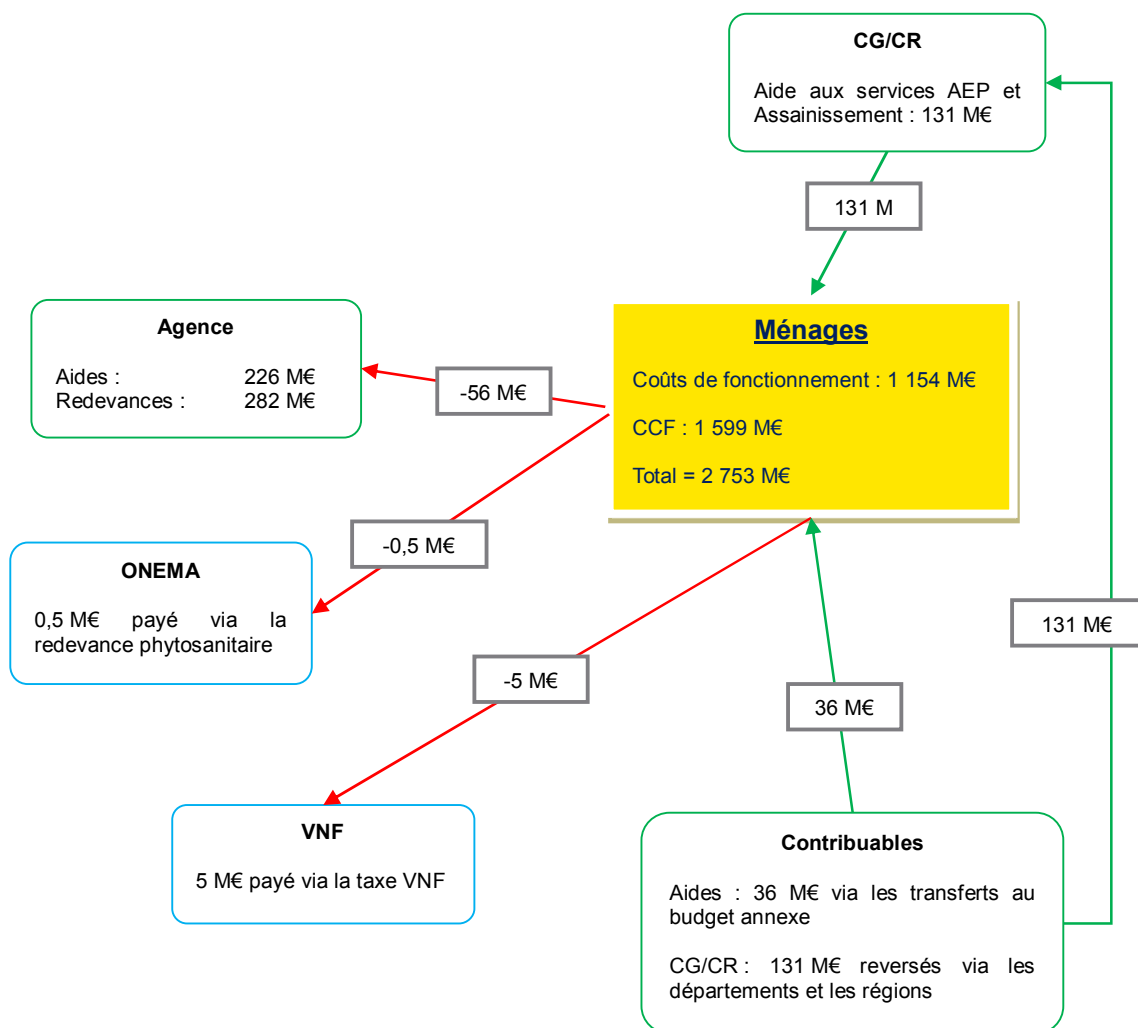 CG/CR
Aide aux services AEP et
Assainissement : 131 M€
131 M
Agence
Aides : 226 M€
Redevances : 282 M€
-56 M€
Ménages
Coûts de fonctionnement : 1 154 M€
CCF : 1 599 M€
Total = 2 753 M€
-0,5 M€
ONEMA
0,5 M€ payé via la
redevance phytosanitaire
131 M€
-5 M€
36 M€
VNF
5 M€ payé via la taxe VNF
Contribuables
Aides : 36 M€ via les transferts au
budget annexe
CG/CR : 131 M€ reversés via les
départements et les régions